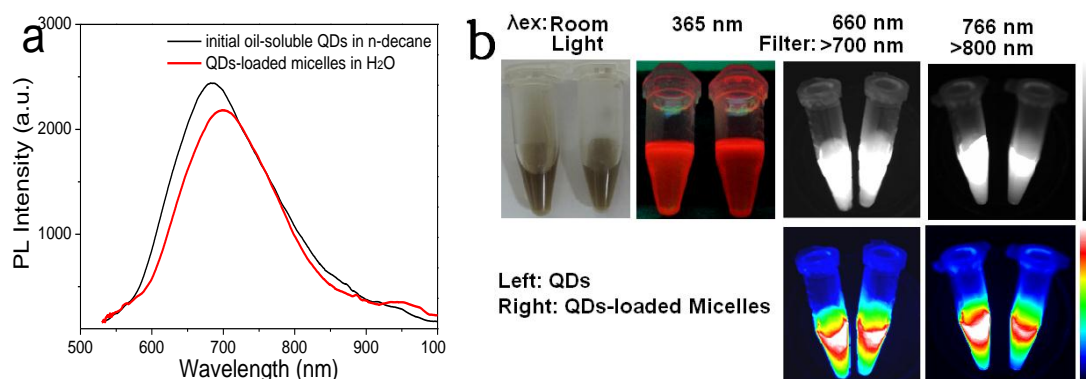 a
3000
2000
1000
PL Intensity (a.u.)
initial oil-soluble QDs in n-decane
QDs-loaded micelles in H₂O
500 600 700 800 900 100
Wavelength (nm)
b
λex: Room Light
365 nm
660 nm
766 nm
Filter: >700 nm
>800 nm
Left: QDs
Right: QDs-loaded Micelles